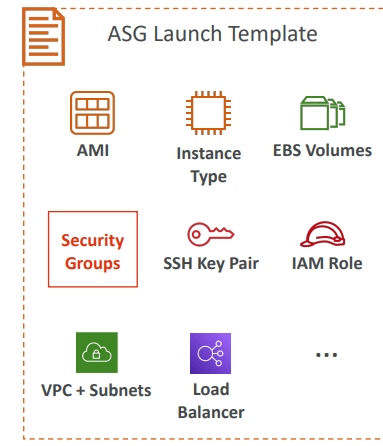 ASG Launch Template
AMI
Instance
Type
EBS Volumes
Security
Groups
SSH Key Pair
IAM Role
VPC + Subnets
Load
Balancer
...